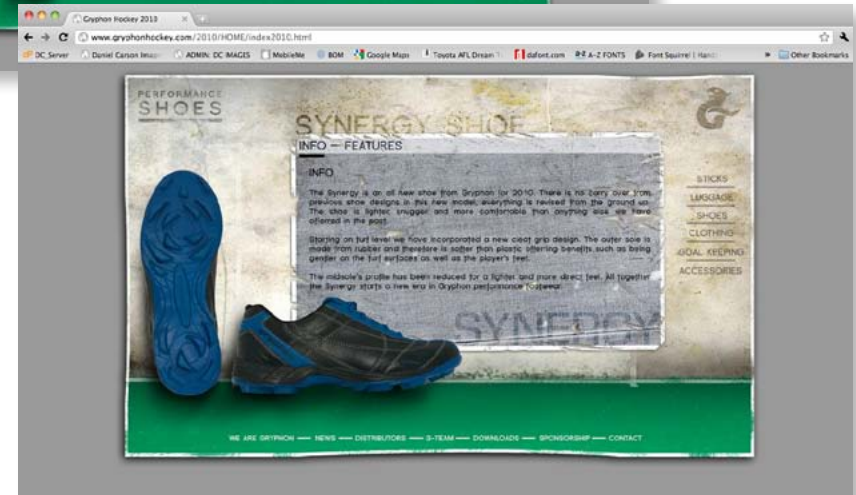 Gryphon Hockey 2010
www.gryphonhockey.com/2010/HOME/index2010.html
DC_Server Daniel Carson Imag ADMIN: DC IMAGES MobileMe BOM Google Maps Toyota AFL Dream T dafont.com A-Z FONTS Font Squirrel | Hand Other Bookmarks
PERFORMANCE
SHOES
SYNERGY SHOE
INFO — FEATURES
INFO
The Synergy is an all new shoe from Gryphon for 2010. There is no carry over from
previous shoe designs in this new model, everything is revised from the ground up.
The shoe is lighter, snugger and more comfortable than anything else we have
offerred in the past.
Starting on turf level we have incorporated a new cleat grip design. The outer sole is
made from rubber and therefore is softer than plastic offering benefits such as being
gentler on the turf surfaces as well as the player's feet.
The midsole's profile has been reduced for a lighter and more direct feel. All together
the Synergy starts a new era in Gryphon performance footwear.
SYNERGY
STICKS
LUGGAGE
SHOES
CLOTHING
GOAL KEEPING
ACCESSORIES
WE ARE GRYPHON — NEWS — DISTRIBUTORS — G-TEAM — DOWNLOADS — SPONSORSHIP — CONTACT